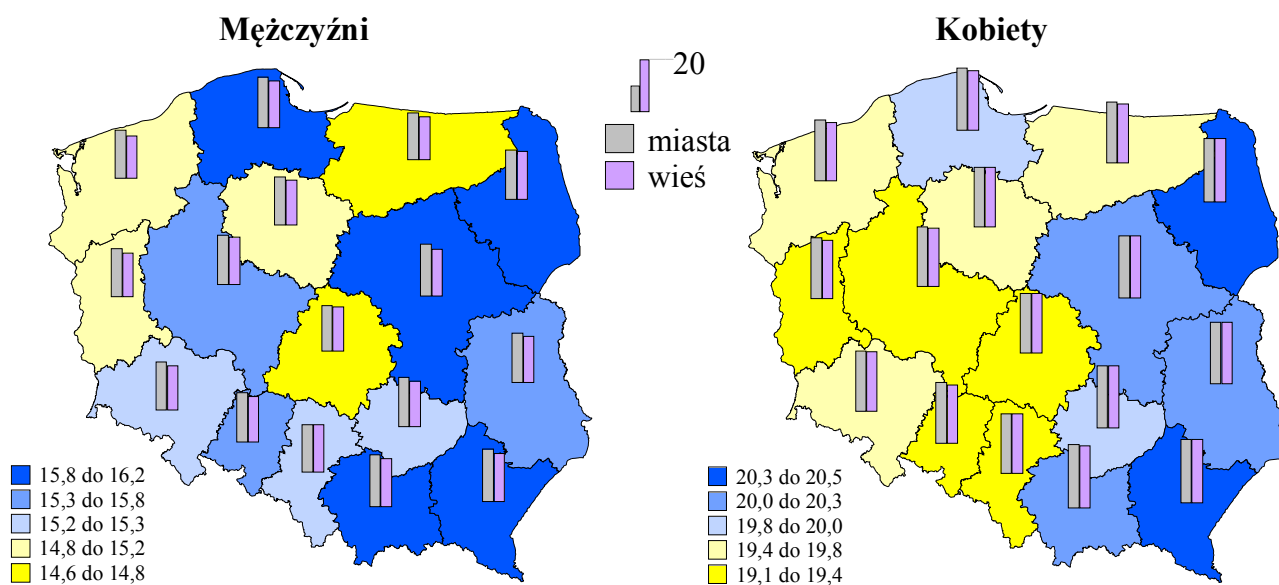 Mężczyźni
Kobiety
20
miasta
wieś
15,8 do 16,2
15,3 do 15,8
15,2 do 15,3
14,8 do 15,2
14,6 do 14,8
20,3 do 20,5
20,0 do 20,3
19,8 do 20,0
19,4 do 19,8
19,1 do 19,4